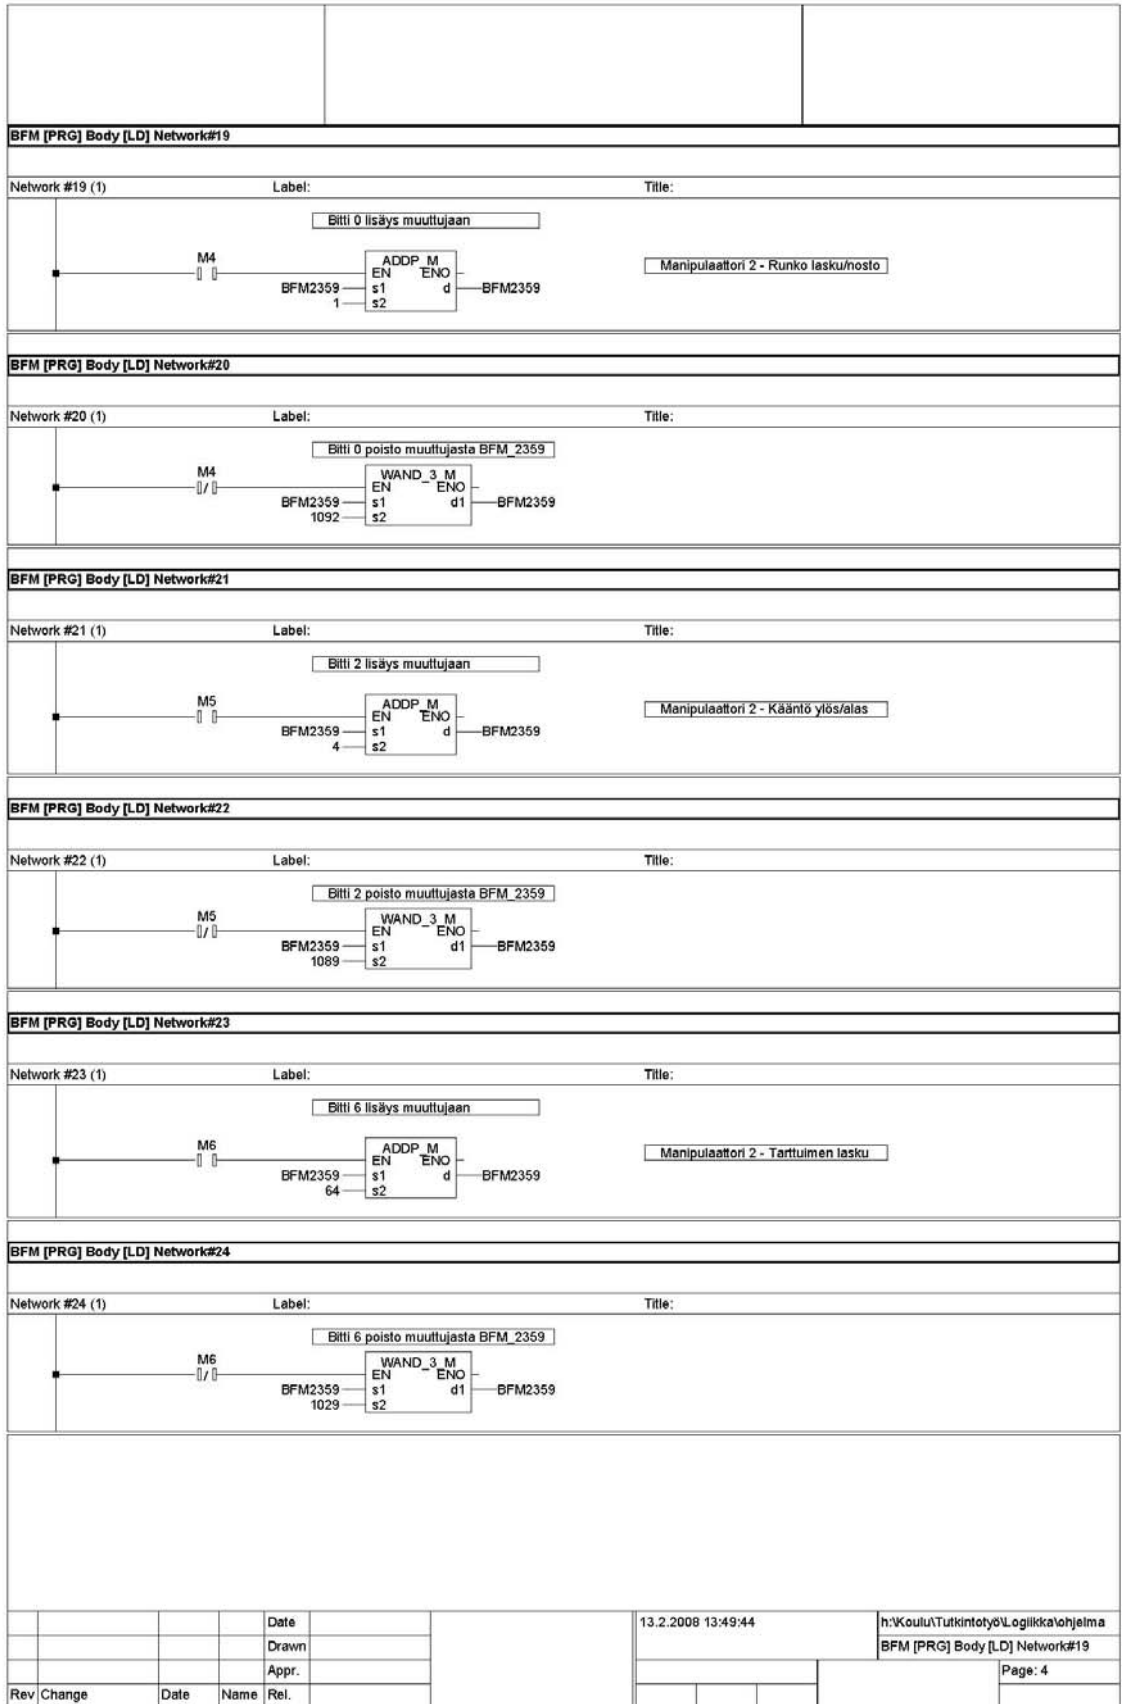 BFM [PRG] Body [LD] Network#19
Network #19 (1) Label: Title:
Bitti 0 lisäys muuttujaan
M4
ADDP_M
EN ENO
BFM2359 s1 d BFM2359
1 s2
Manipulaattori 2 - Runko lasku/nosto
BFM [PRG] Body [LD] Network#20
Network #20 (1) Label: Title:
Bitti 0 poisto muuttujasta BFM_2359
M4
WAND_3_M
EN ENO
BFM2359 s1 d1 BFM2359
1092 s2
BFM [PRG] Body [LD] Network#21
Network #21 (1) Label: Title:
Bitti 2 lisäys muuttujaan
M5
ADDP_M
EN ENO
BFM2359 s1 d BFM2359
4 s2
Manipulaattori 2 - Kääntö ylös/alas
BFM [PRG] Body [LD] Network#22
Network #22 (1) Label: Title:
Bitti 2 poisto muuttujasta BFM_2359
M5
WAND_3_M
EN ENO
BFM2359 s1 d1 BFM2359
1089 s2
BFM [PRG] Body [LD] Network#23
Network #23 (1) Label: Title:
Bitti 6 lisäys muuttujaan
M6
ADDP_M
EN ENO
BFM2359 s1 d BFM2359
64 s2
Manipulaattori 2 - Tarttuimen lasku
BFM [PRG] Body [LD] Network#24
Network #24 (1) Label: Title:
Bitti 6 poisto muuttujasta BFM_2359
M6
WAND_3_M
EN ENO
BFM2359 s1 d1 BFM2359
1029 s2
Date 13.2.2008 13:49:44 h:\Koulu\Tutkintotyö\Logiikka\ohjelma
Drawn BFM [PRG] Body [LD] Network#19
Appr. Page: 4
Rev Change Date Name Rel.